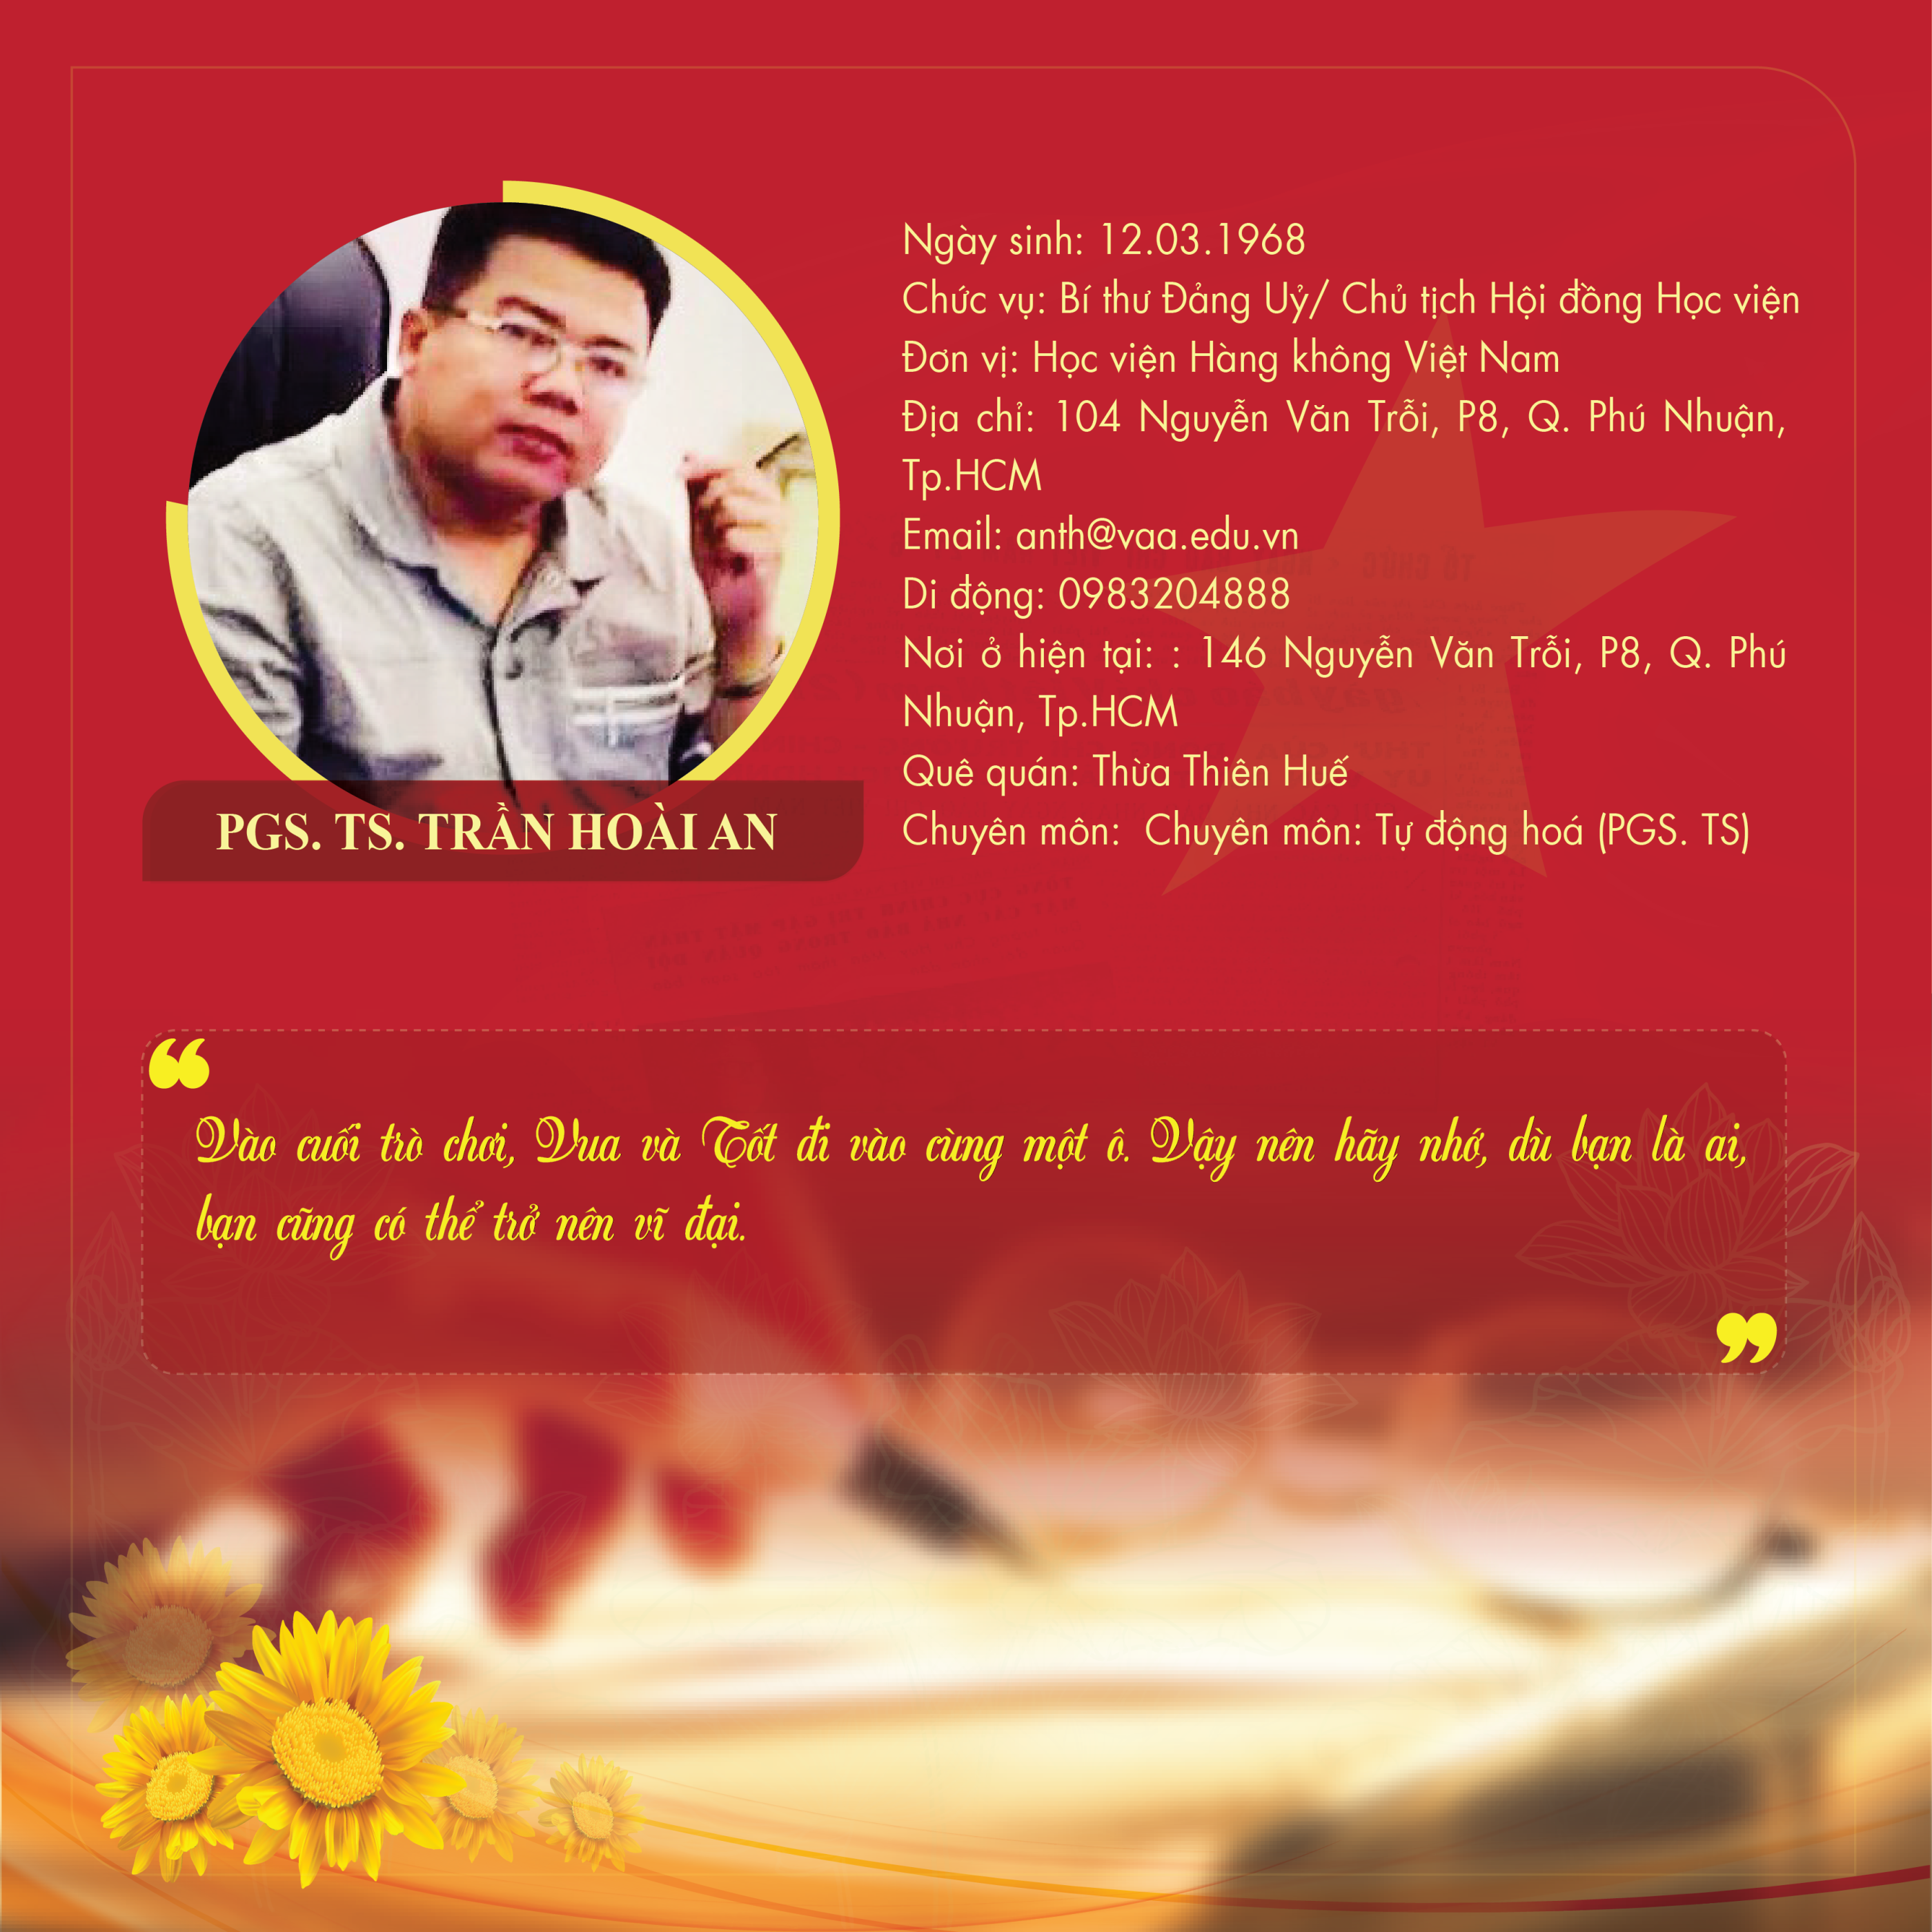 Ngày sinh: 12.03.1968
Chức vụ: Bí thư Đảng Uỷ/ Chủ tịch Hội đồng Học viện
Đơn vị: Học viện Hàng không Việt Nam
Địa chỉ: 104 Nguyễn Văn Trỗi, P8, Q. Phú Nhuận,
Tp.HCM
Email: anth@vaa.edu.vn
Di động: 0983204888
Nơi ở hiện tại: : 146 Nguyễn Văn Trỗi, P8, Q. Phú
Nhuận, Tp.HCM
Quê quán: Thừa Thiên Huế
Chuyên môn: Chuyên môn: Tự động hoá (PGS. TS)
PGS. TS. TRẦN HOÀI AN
“
Vào cuối trò chơi, Vua và Tốt đi vào cùng một ô. Vậy nên hãy nhớ, dù bạn là ai,
bạn cũng có thể trở nên vĩ đại.
”